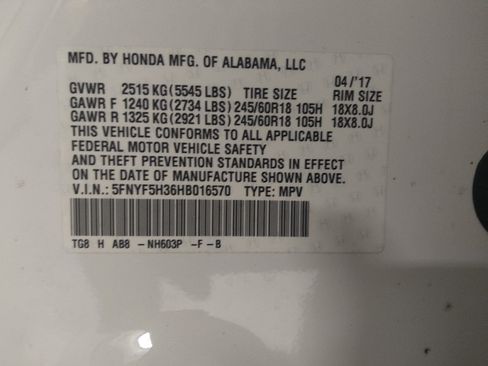 MFD. BY HONDA MFG. OF ALABAMA, LLC
04/'17
GVWR 2515 KG (5545 LBS) TIRE SIZE RIM SIZE
GAWR F 1240 KG (2734 LBS) 245/60R18 105H 18X8.0J
GAWR R 1325 KG (2921 LBS) 245/60R18 105H 18X8.0J
THIS VEHICLE CONFORMS TO ALL APPLICABLE
FEDERAL MOTOR VEHICLE SAFETY
AND THEFT PREVENTION STANDARDS IN EFFECT
ON THE DATE OF MANUFACTURE SHOWN ABOVE.
V.I.N.: 5FNYF5H36HB016570 TYPE: MPV
TG8 H AB8 - NH603P -F-B